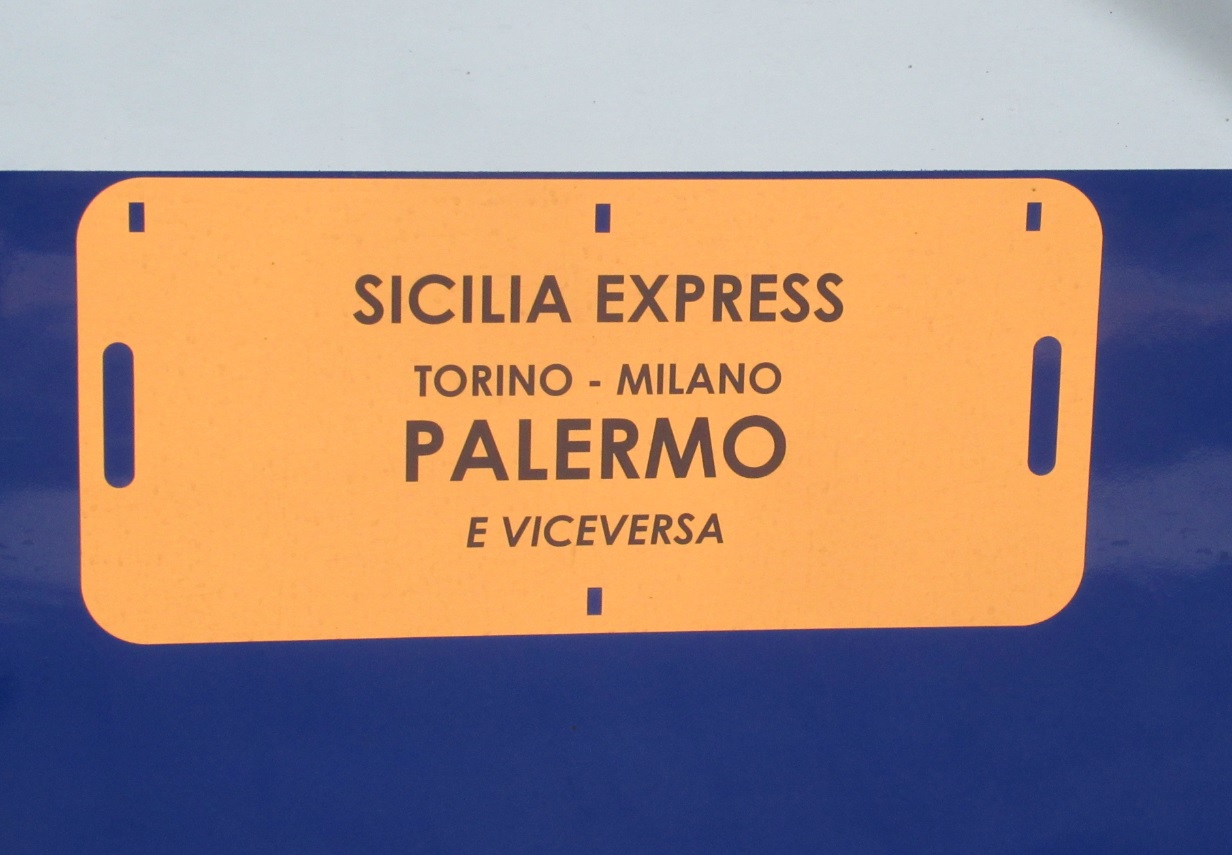 SICILIA EXPRESS
TORINO - MILANO
PALERMO
E VICEVERSA